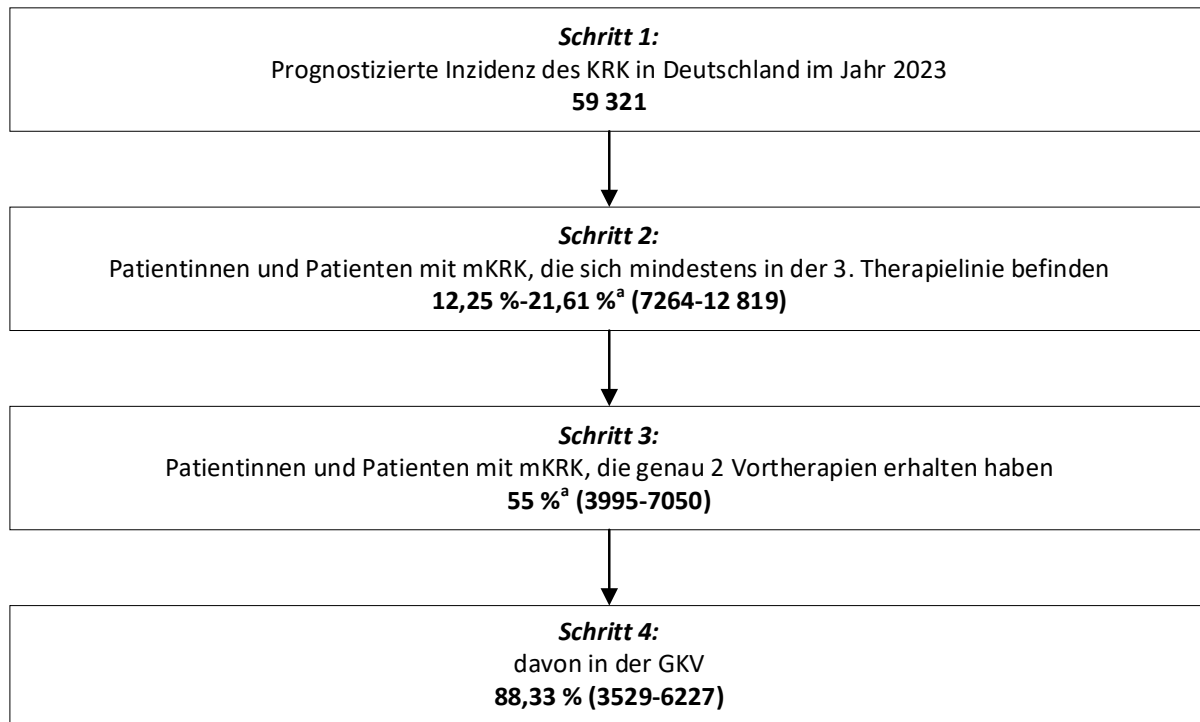 Schritt 1:
Prognostizierte Inzidenz des KRK in Deutschland im Jahr 2023
59 321
Schritt 2:
Patientinnen und Patienten mit mKRK, die sich mindestens in der 3. Therapielinie befinden
12,25 %-21,61 %ᵃ (7264-12 819)
Schritt 3:
Patientinnen und Patienten mit mKRK, die genau 2 Vortherapien erhalten haben
55 %ᵃ (3995-7050)
Schritt 4:
davon in der GKV
88,33 % (3529-6227)